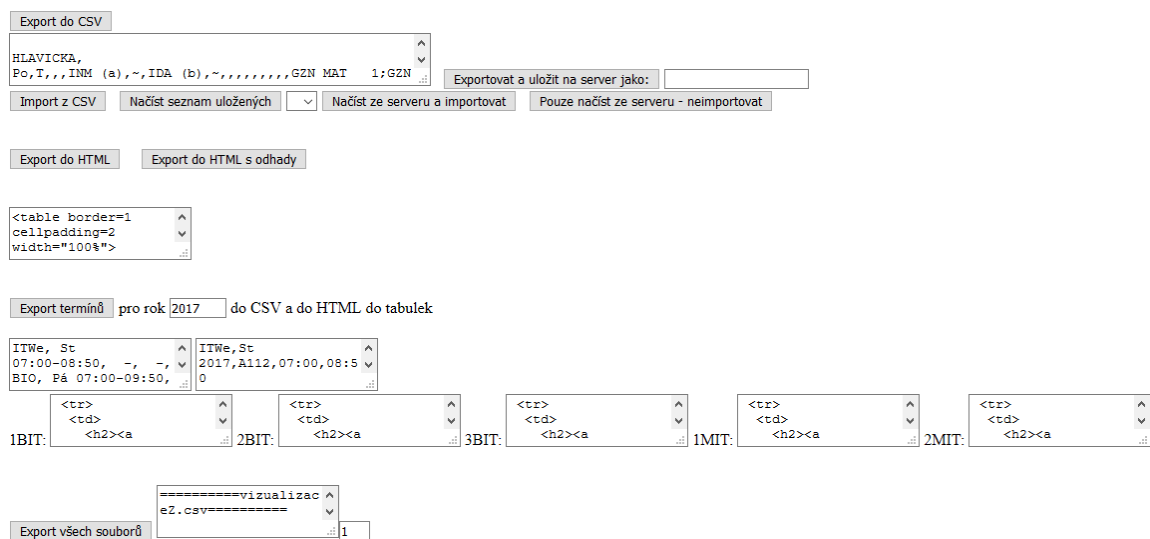 Export do CSV
HLAVICKA,
Po,T,,,INM (a),~,IDA (b),~,,,,,,,,,GZN MAT   1;GZN
Exportovat a uložit na server jako:
Import z CSV Načíst seznam uložených Načíst ze serveru a importovat Pouze načíst ze serveru - neimportovat
Export do HTML Export do HTML s odhady
<table border=1
cellpadding=2
width="100%">
Export termínů pro rok 2017 do CSV a do HTML do tabulek
ITWe, St
07:00-08:50,  -,  -,
BIO, Pá 07:00-09:50,
ITWe,St
2017,A112,07:00,08:5
0
1BIT:
<tr>
<td>
<h2><a
2BIT:
<tr>
<td>
<h2><a
3BIT:
<tr>
<td>
<h2><a
1MIT:
<tr>
<td>
<h2><a
2MIT:
<tr>
<td>
<h2><a
Export všech souborů
==========vizualizac
eZ.csv==========
1